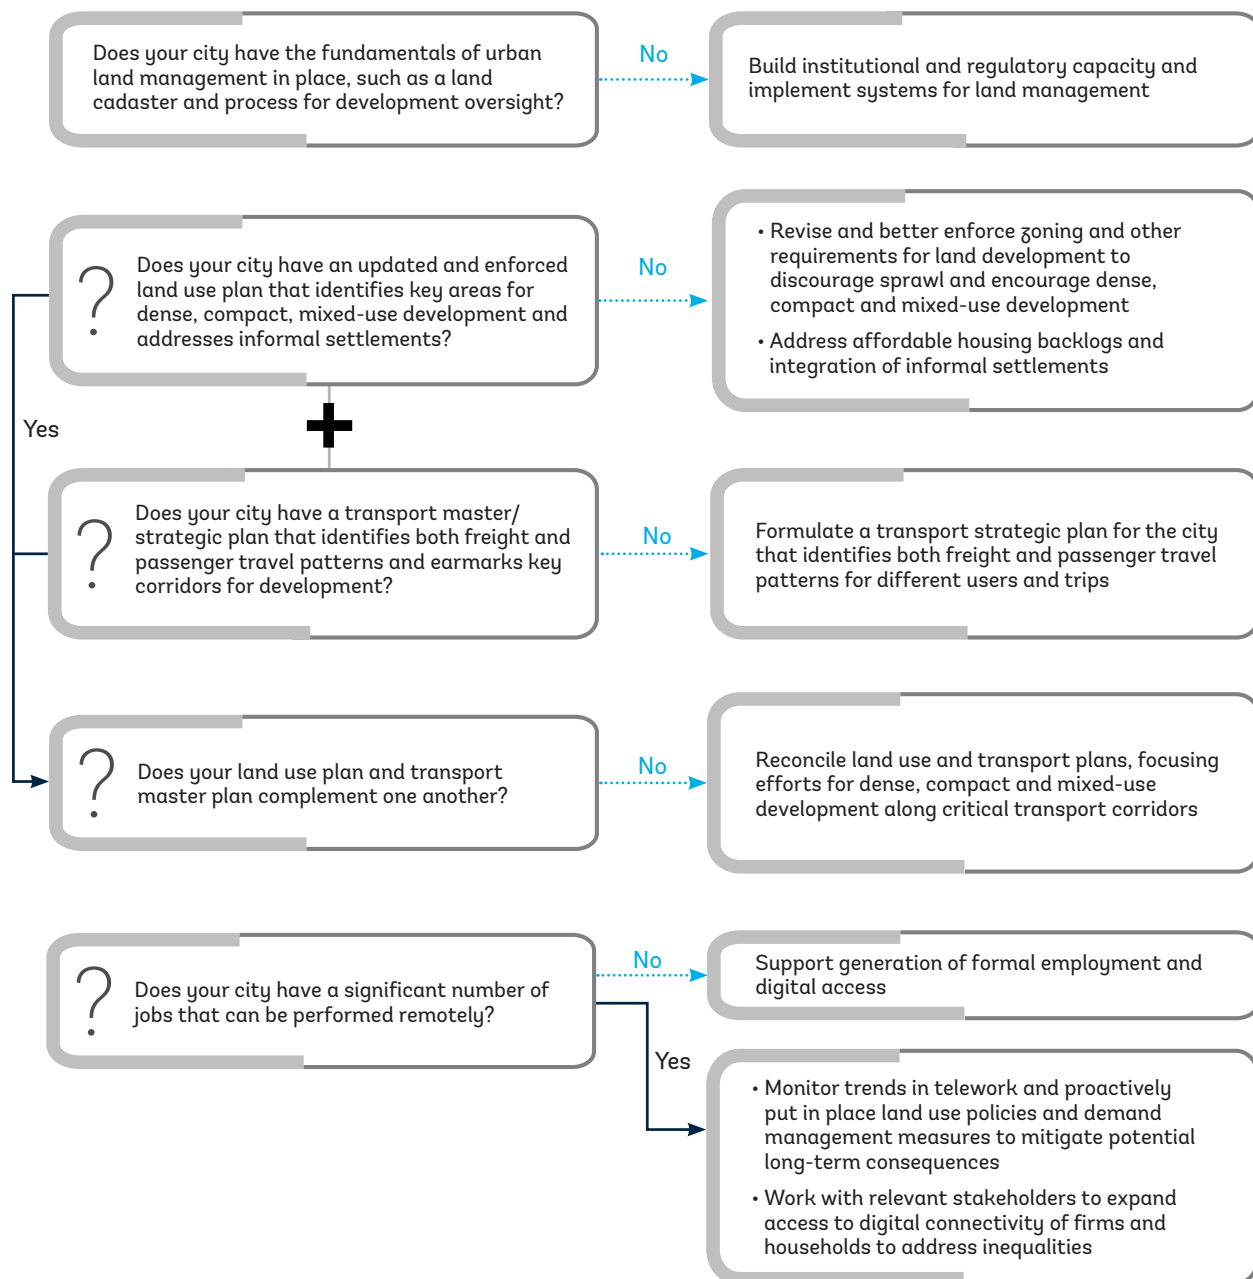 Does your city have the fundamentals of urban
land management in place, such as a land
cadaster and process for development oversight?
No
Build institutional and regulatory capacity and
implement systems for land management
?
Does your city have an updated and enforced
land use plan that identifies key areas for
dense, compact, mixed-use development and
addresses informal settlements?
No
• Revise and better enforce zoning and other
requirements for land development to
discourage sprawl and encourage dense,
compact and mixed-use development
• Address affordable housing backlogs and
integration of informal settlements
Yes
+
?
Does your city have a transport master/
strategic plan that identifies both freight and
passenger travel patterns and earmarks key
corridors for development?
No
Formulate a transport strategic plan for the city
that identifies both freight and passenger travel
patterns for different users and trips
?
Does your land use plan and transport
master plan complement one another?
No
Reconcile land use and transport plans, focusing
efforts for dense, compact and mixed-use
development along critical transport corridors
?
Does your city have a significant number of
jobs that can be performed remotely?
No
Support generation of formal employment and
digital access
Yes
• Monitor trends in telework and proactively
put in place land use policies and demand
management measures to mitigate potential
long-term consequences
• Work with relevant stakeholders to expand
access to digital connectivity of firms and
households to address inequalities